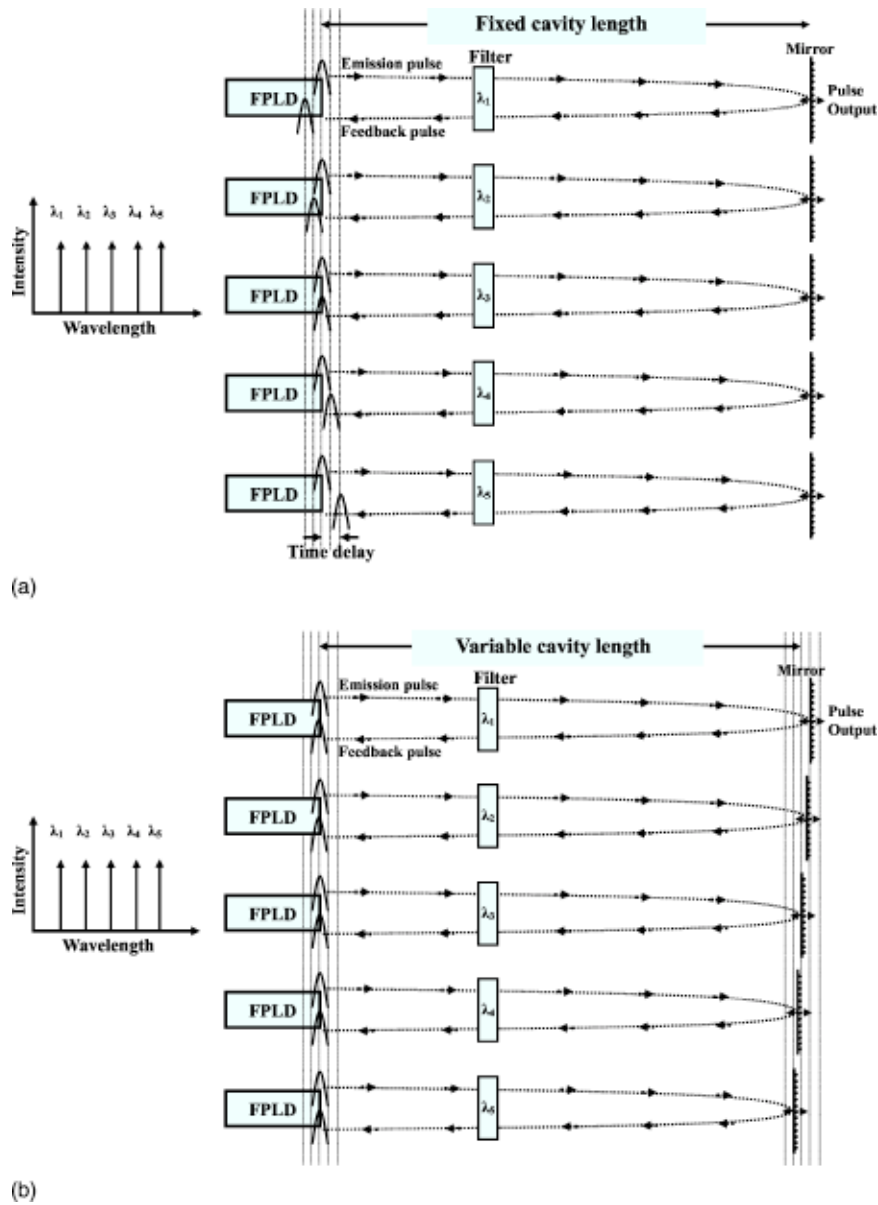 Fixed cavity length
Mirror
Filter
Emission pulse
FPLD
λ1
Pulse
Output
Feedback pulse
FPLD
λ2
λ1 λ2 λ3 λ4 λ5
Intensity
Wavelength
FPLD
λ3
FPLD
λ4
FPLD
λ5
Time delay
(a)
Variable cavity length
Mirror
Filter
Emission pulse
FPLD
λ1
Pulse
Output
Feedback pulse
FPLD
λ2
λ1 λ2 λ3 λ4 λ5
Intensity
Wavelength
FPLD
λ3
FPLD
λ4
FPLD
λ5
(b)